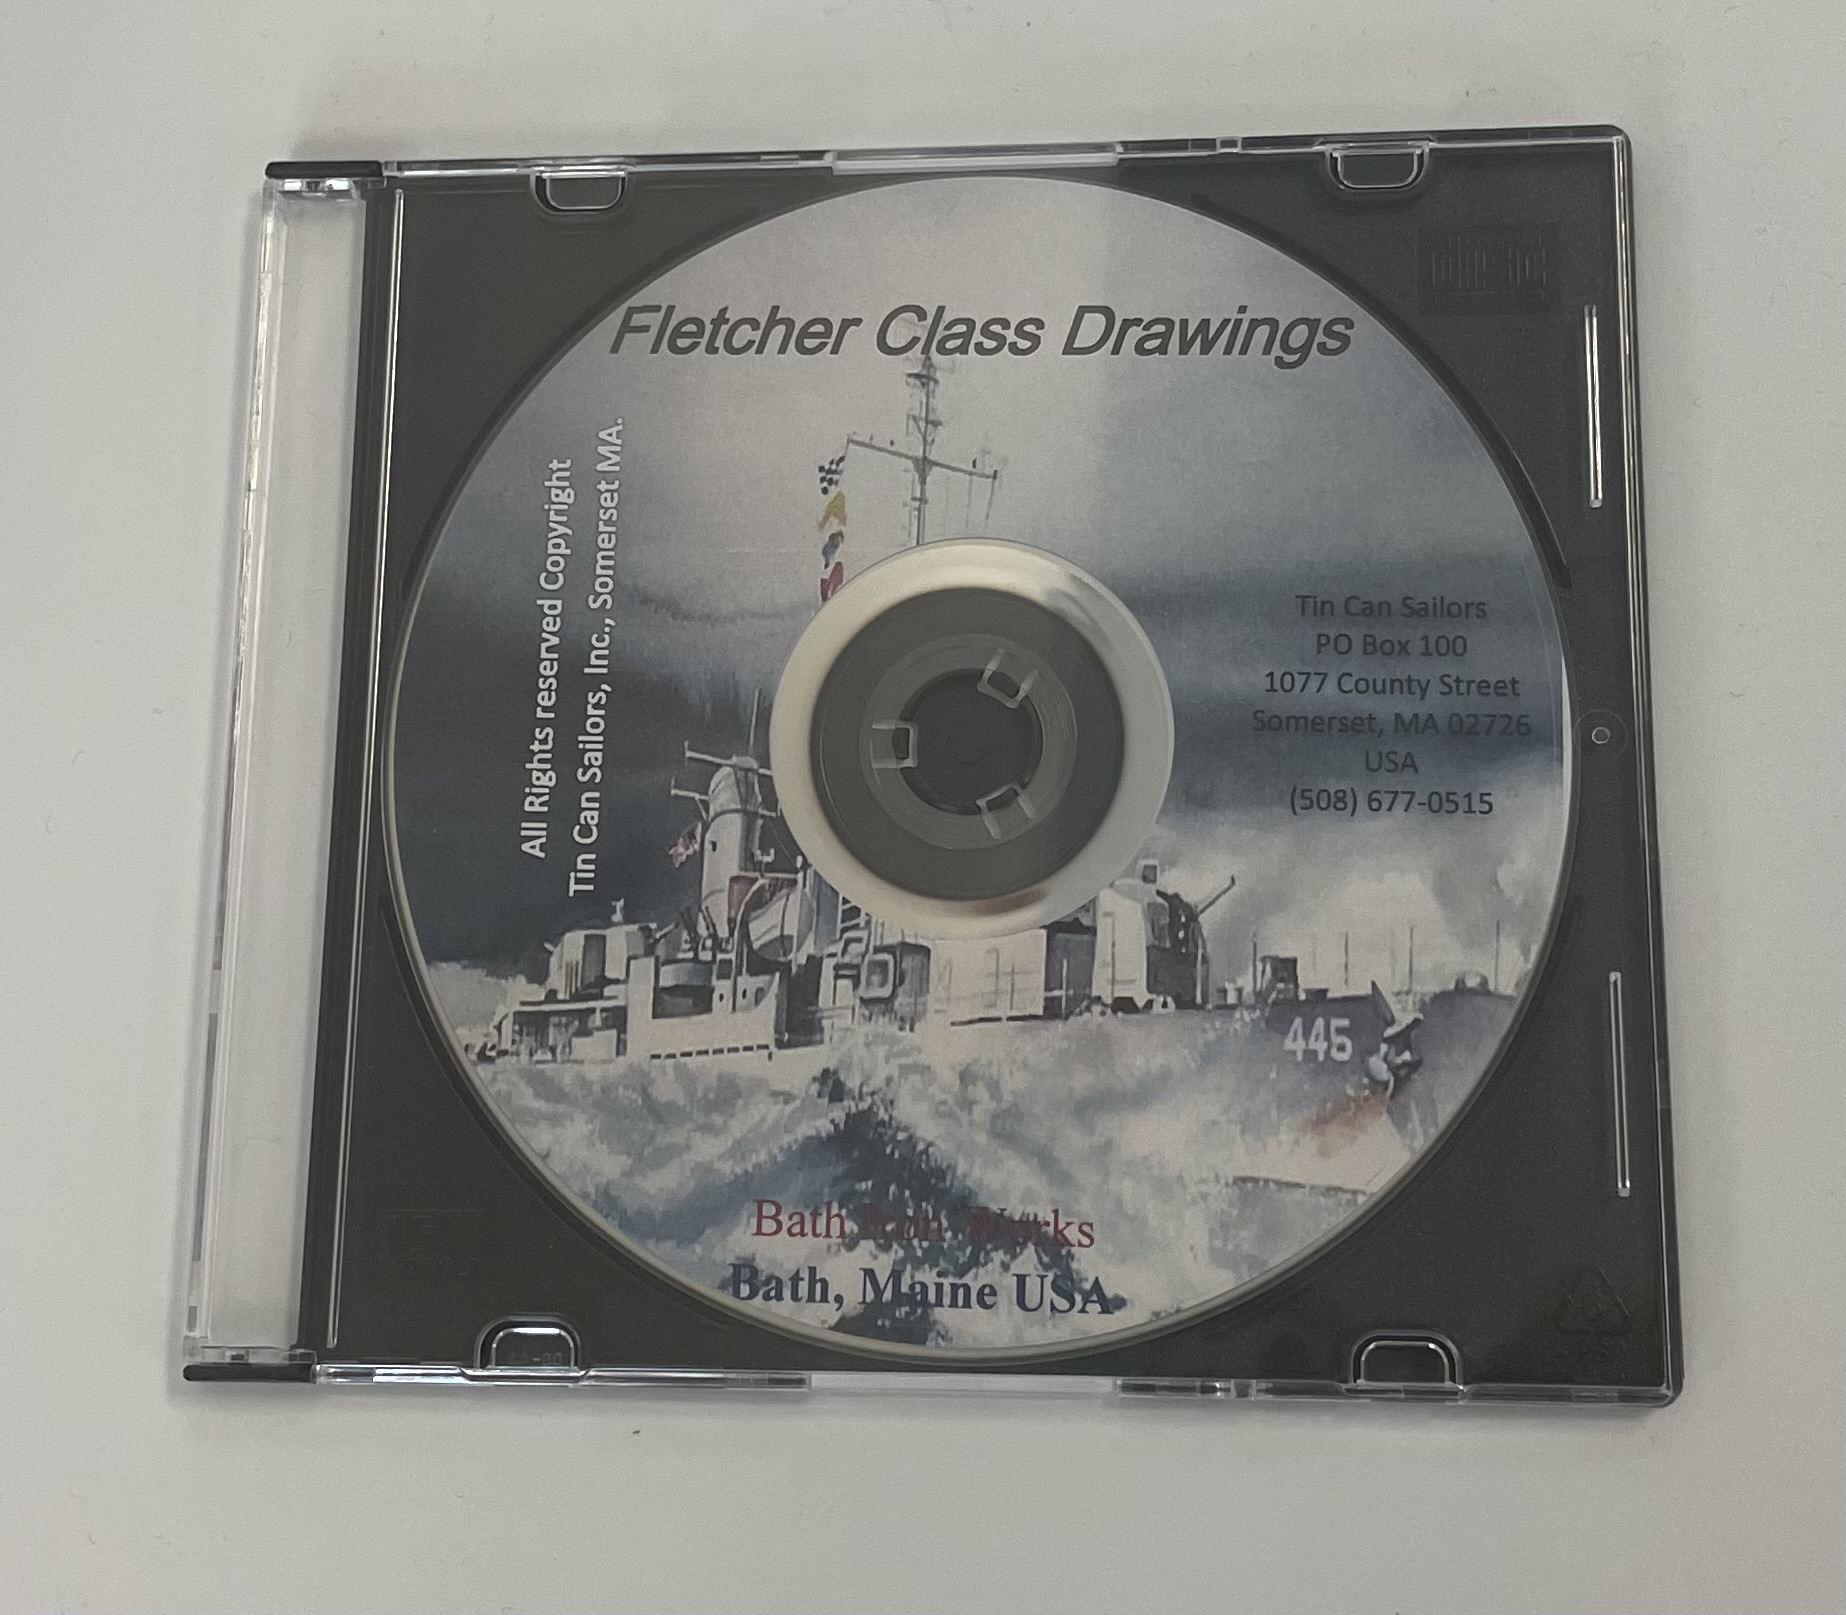 Fletcher Class Drawings
All Rights reserved Copyright
Tin Can Sailors, Inc., Somerset MA.
Tin Can Sailors
PO Box 100
1077 County Street
Somerset, MA 02726
USA
(508) 677-0515
445
Bath Iron Works
Bath, Maine USA